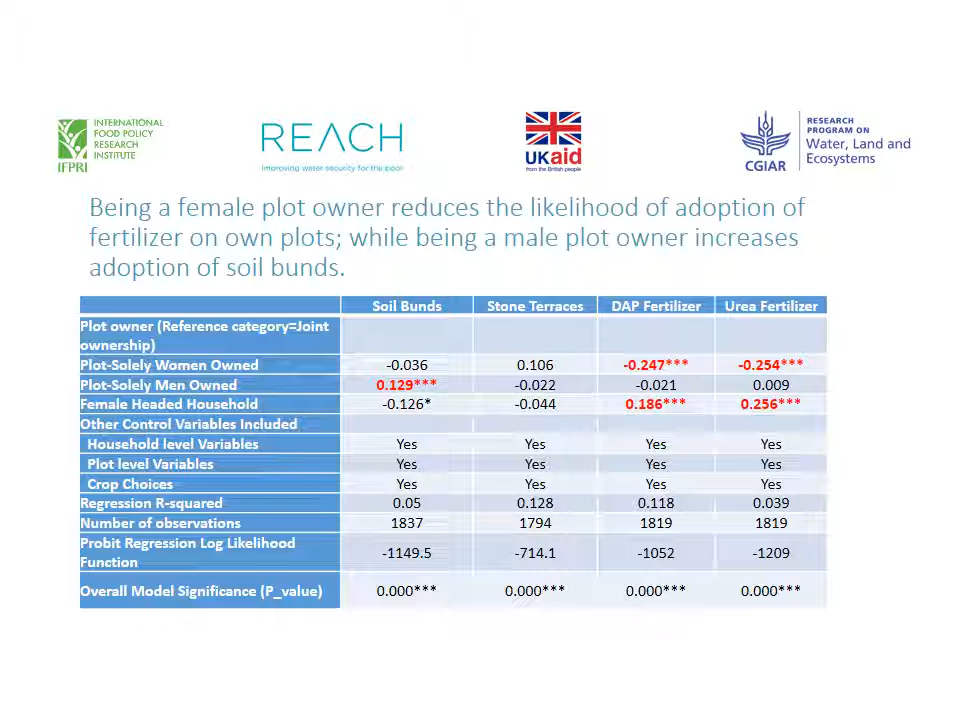 INTERNATIONAL
FOOD POLICY
RESEARCH
INSTITUTE
IFPRI
REACH
Improving water security for the poor
UKaid
from the British people
CGIAR
RESEARCH
PROGRAM ON
Water, Land and
Ecosystems
Being a female plot owner reduces the likelihood of adoption of
fertilizer on own plots; while being a male plot owner increases
adoption of soil bunds.
Soil Bunds Stone Terraces DAP Fertilizer Urea Fertilizer
Plot owner (Reference category=Joint
ownership)
Plot-Solely Women Owned -0.036 0.106 -0.247*** -0.254***
Plot-Solely Men Owned 0.129*** -0.022 -0.021 0.009
Female Headed Household -0.126* -0.044 0.186*** 0.256***
Other Control Variables Included
Household level Variables Yes Yes Yes Yes
Plot level Variables Yes Yes Yes Yes
Crop Choices Yes Yes Yes Yes
Regression R-squared 0.05 0.128 0.118 0.039
Number of observations 1837 1794 1819 1819
Probit Regression Log Likelihood
Function -1149.5 -714.1 -1052 -1209
Overall Model Significance (P_value) 0.000*** 0.000*** 0.000*** 0.000***